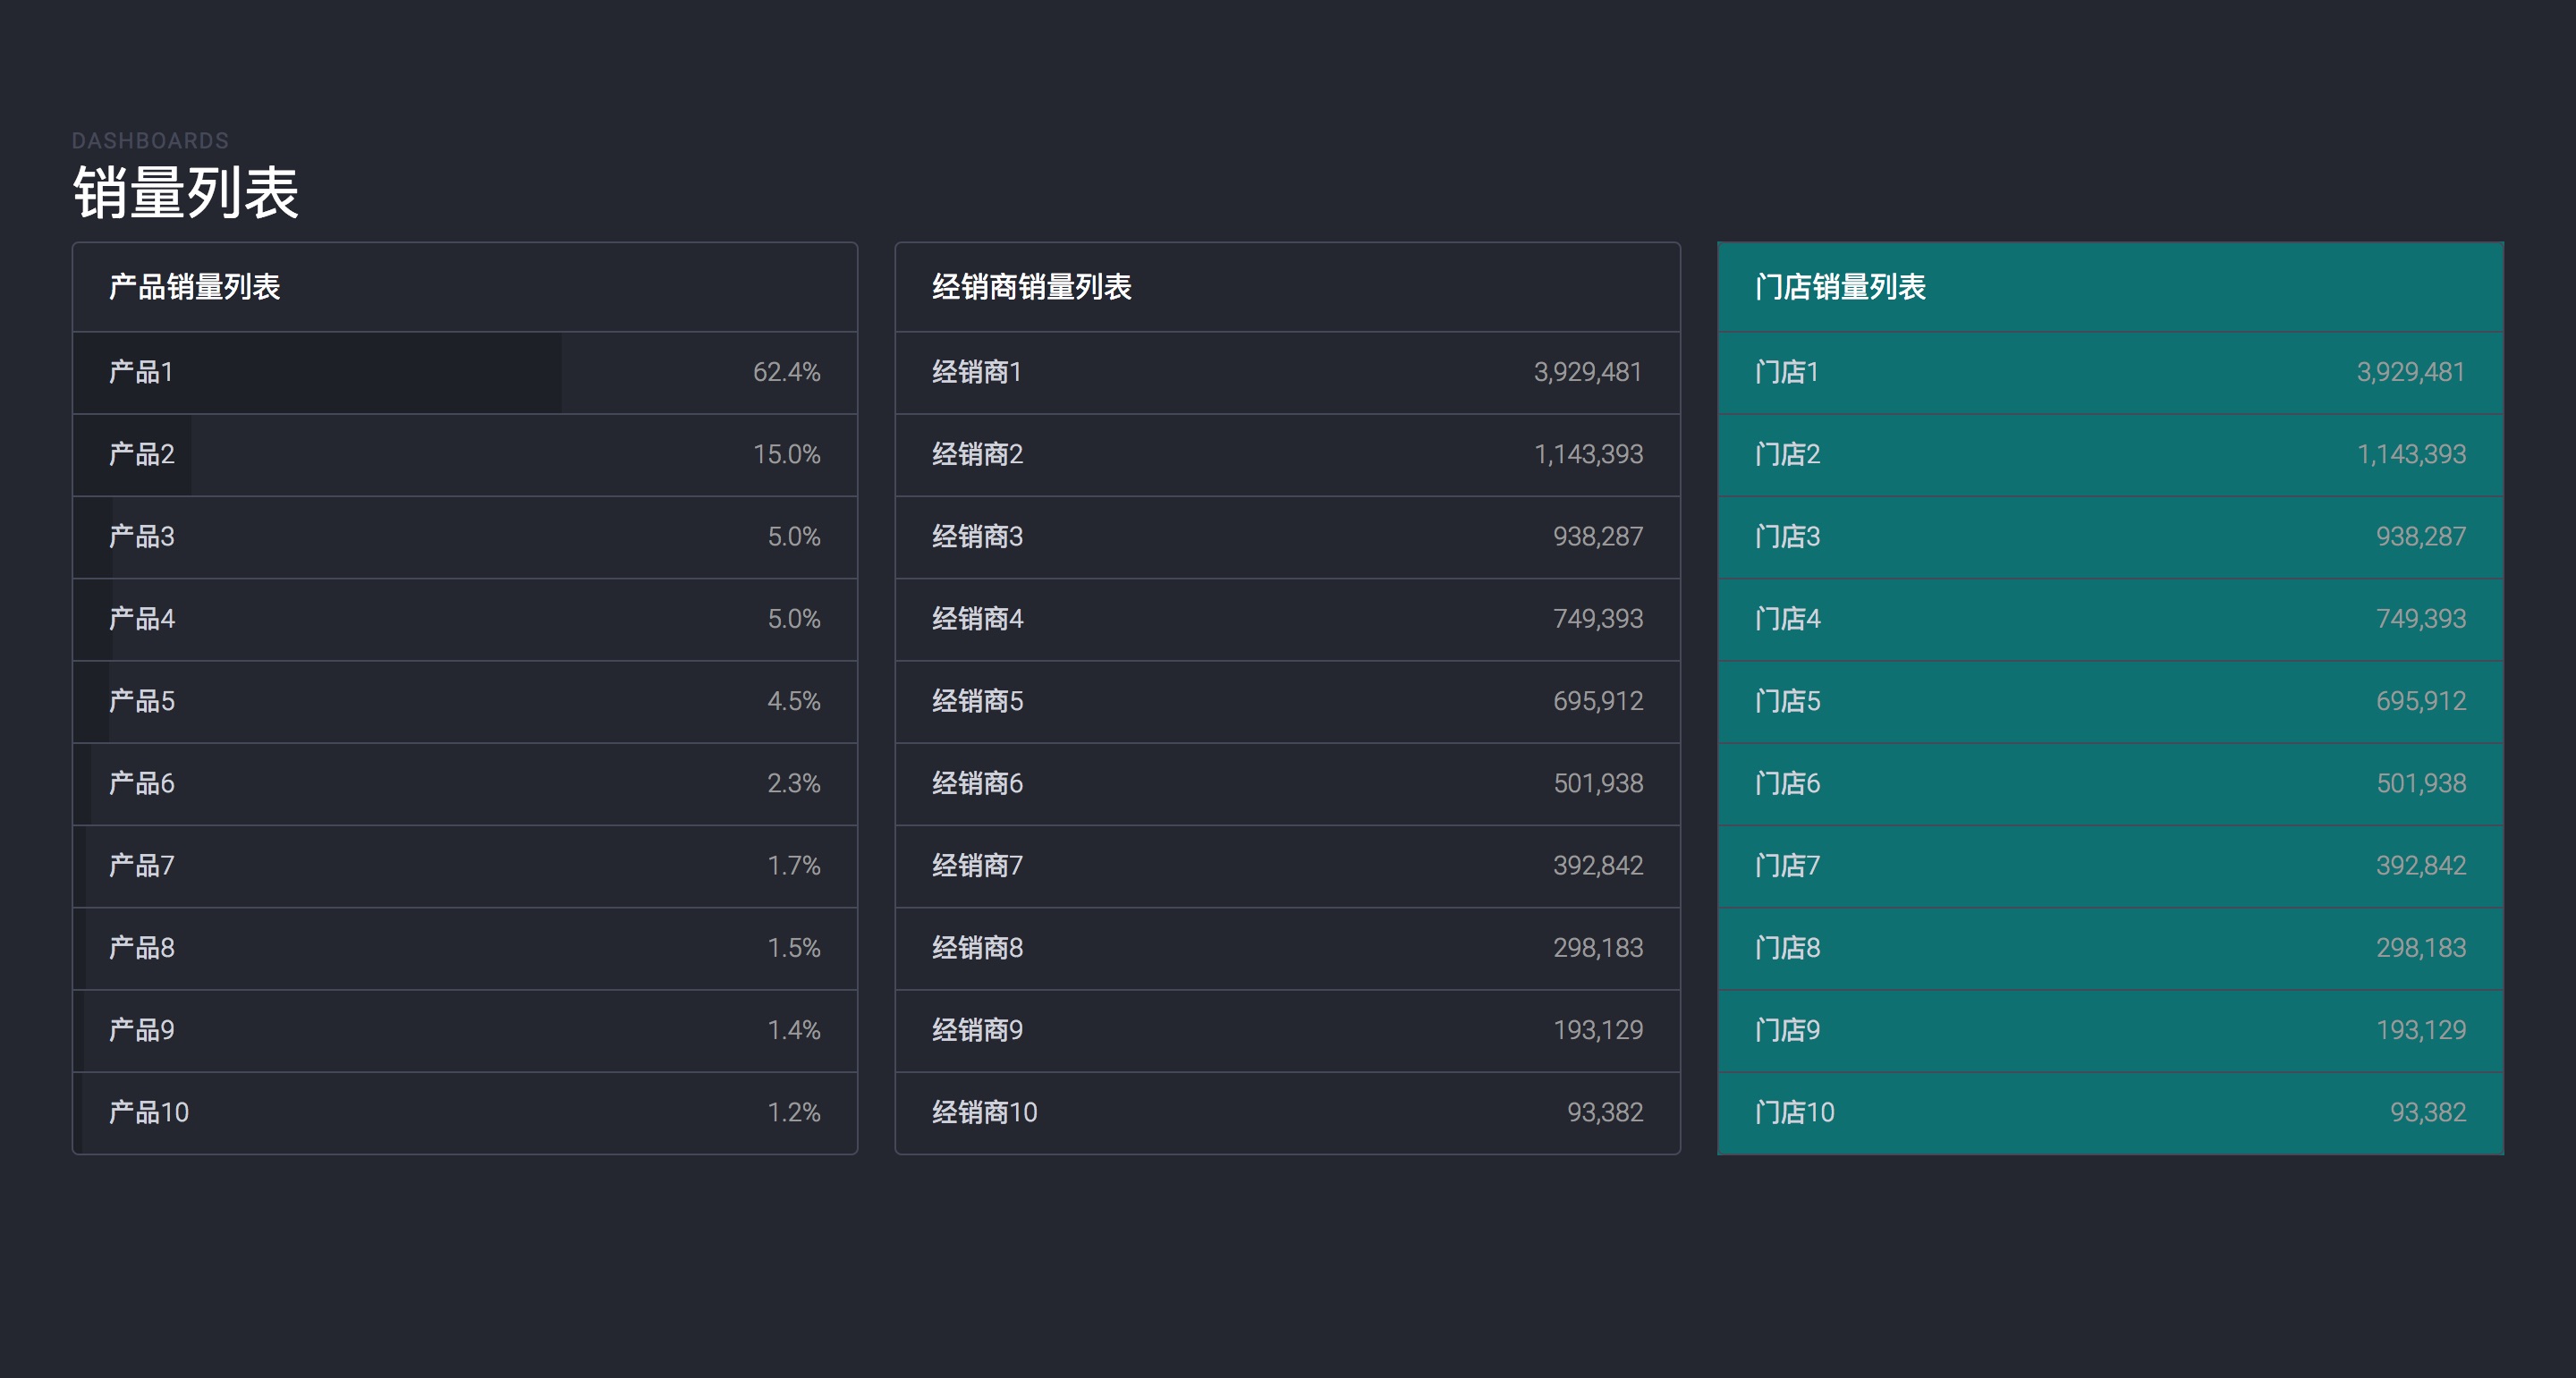 DASHBOARDS
销量列表
产品销量列表
产品1 62.4%
产品2 15.0%
产品3 5.0%
产品4 5.0%
产品5 4.5%
产品6 2.3%
产品7 1.7%
产品8 1.5%
产品9 1.4%
产品10 1.2%
经销商销量列表
经销商1 3,929,481
经销商2 1,143,393
经销商3 938,287
经销商4 749,393
经销商5 695,912
经销商6 501,938
经销商7 392,842
经销商8 298,183
经销商9 193,129
经销商10 93,382
门店销量列表
门店1 3,929,481
门店2 1,143,393
门店3 938,287
门店4 749,393
门店5 695,912
门店6 501,938
门店7 392,842
门店8 298,183
门店9 193,129
门店10 93,382